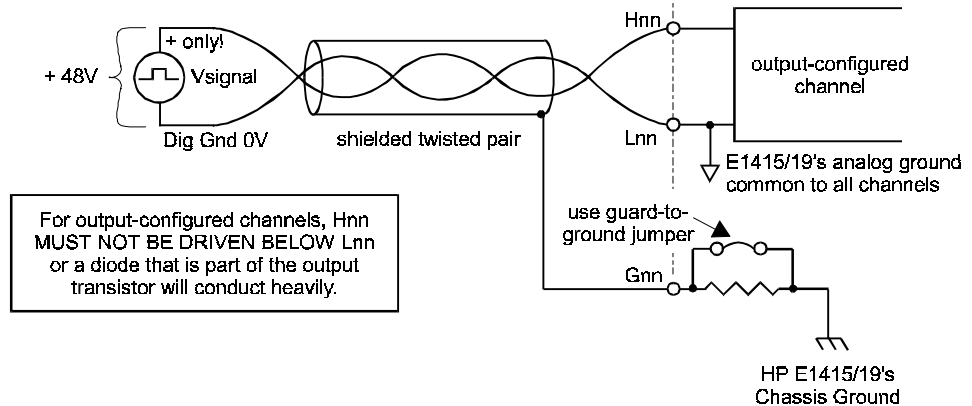 + only!
+ 48V
Vsignal
Dig Gnd 0V
shielded twisted pair
Hnn
Lnn
output-configured
channel
E1415/19's analog ground
common to all channels
For output-configured channels, Hnn
MUST NOT BE DRIVEN BELOW Lnn
or a diode that is part of the output
transistor will conduct heavily.
use guard-to-
ground jumper
Gnn
HP E1415/19's
Chassis Ground